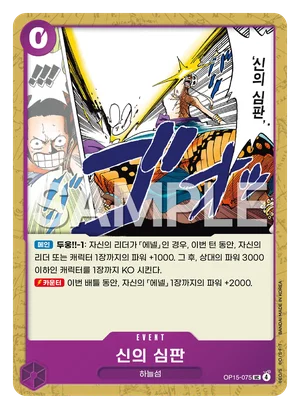 0
신의 심판
SAMPLE
메인 두웅!!-1: 자신의 리더가 「에넬」인 경우, 이번 턴 동안, 자신의
리더 또는 캐릭터 1장까지의 파워 +1000. 그 후, 상대의 파워 3000
이하인 캐릭터를 1장까지 KO 시킨다.
카운터 이번 배틀 동안, 자신의 「에넬」 1장까지의 파워 +2000.
EVENT
신의 심판
하늘섬
OP15-075 UC